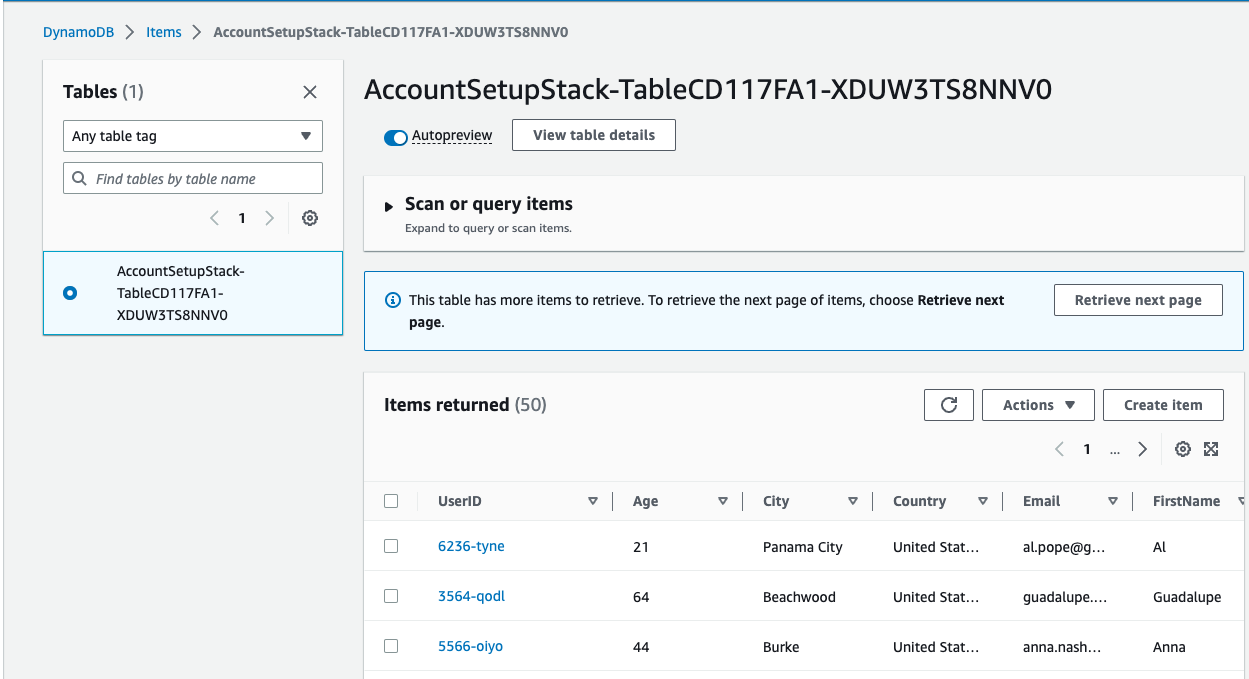 DynamoDB > Items > AccountSetupStack-TableCD117FA1-XDUW3TS8NNV0
Tables (1)
Any table tag
Find tables by table name
1
AccountSetupStack-
TableCD117FA1-
XDUW3TS8NNV0
AccountSetupStack-TableCD117FA1-XDUW3TS8NNV0
Autopreview View table details
Scan or query items
Expand to query or scan items.
This table has more items to retrieve. To retrieve the next page of items, choose Retrieve next
page.
Retrieve next page
Items returned (50)
Actions Create item
1 ...
UserID Age City Country Email FirstName
6236-tyne 21 Panama City United Stat... al.pope@g... Al
3564-qodl 64 Beachwood United Stat... guadalupe.... Guadalupe
5566-oiyo 44 Burke United Stat... anna.nash... Anna